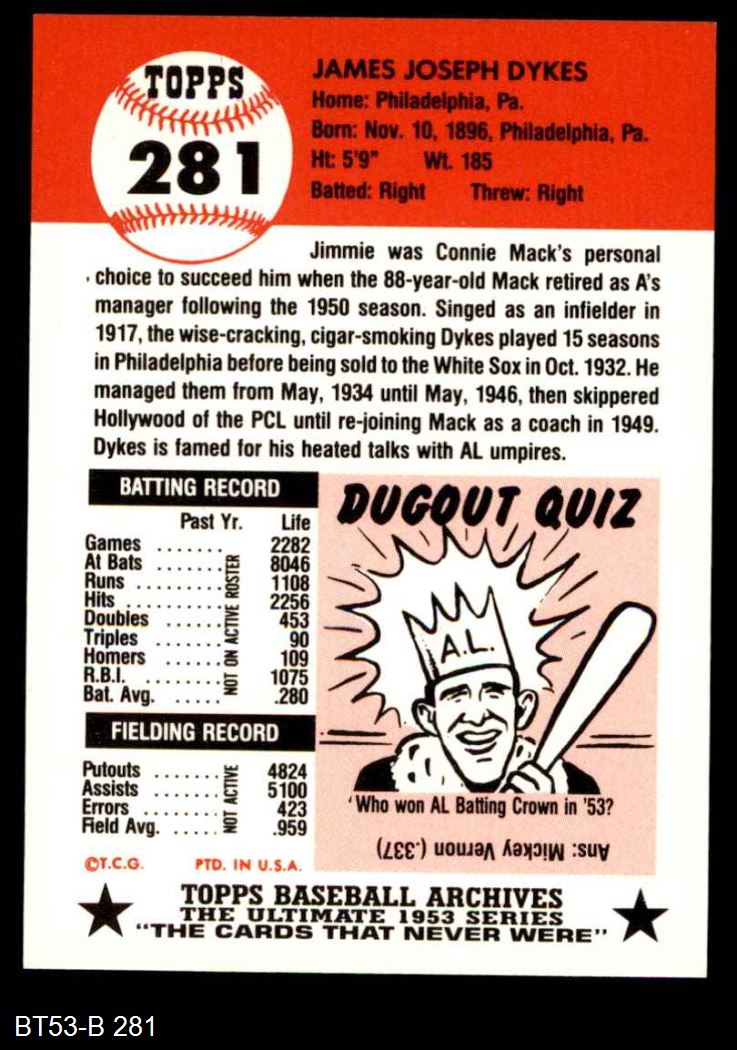 TOPPS
281
JAMES JOSEPH DYKES
Home: Philadelphia, Pa.
Born: Nov. 10, 1896, Philadelphia, Pa.
Ht: 5'9" Wt. 185
Batted: Right Threw: Right
Jimmie was Connie Mack's personal
choice to succeed him when the 88-year-old Mack retired as A's
manager following the 1950 season. Singed as an infielder in
1917, the wise-cracking, cigar-smoking Dykes played 15 seasons
in Philadelphia before being sold to the White Sox in Oct. 1932. He
managed them from May, 1934 until May, 1946, then skippered
Hollywood of the PCL until re-joining Mack as a coach in 1949.
Dykes is famed for his heated talks with AL umpires.
BATTING RECORD
Past Yr. Life
Games ....... 2282
At Bats ...... 8046
Runs ......... 1108
Hits .......... 2256
Doubles ...... 453
Triples ....... 90
Homers ...... 109
R.B.I. ........ 1075
Bat. Avg. ..... .280
NOT ON ACTIVE ROSTER
FIELDING RECORD
Putouts ....... 4824
Assists ....... 5100
Errors ........ 423
Field Avg. ..... .959
NOT ACTIVE
©T.C.G. PTD. IN U.S.A.
DUGOUT QUIZ
A.L.
Who won AL Batting Crown in '53?
Ans: Mickey Vernon (.337)
TOPPS BASEBALL ARCHIVES
THE ULTIMATE 1953 SERIES
"THE CARDS THAT NEVER WERE"
BT53-B 281